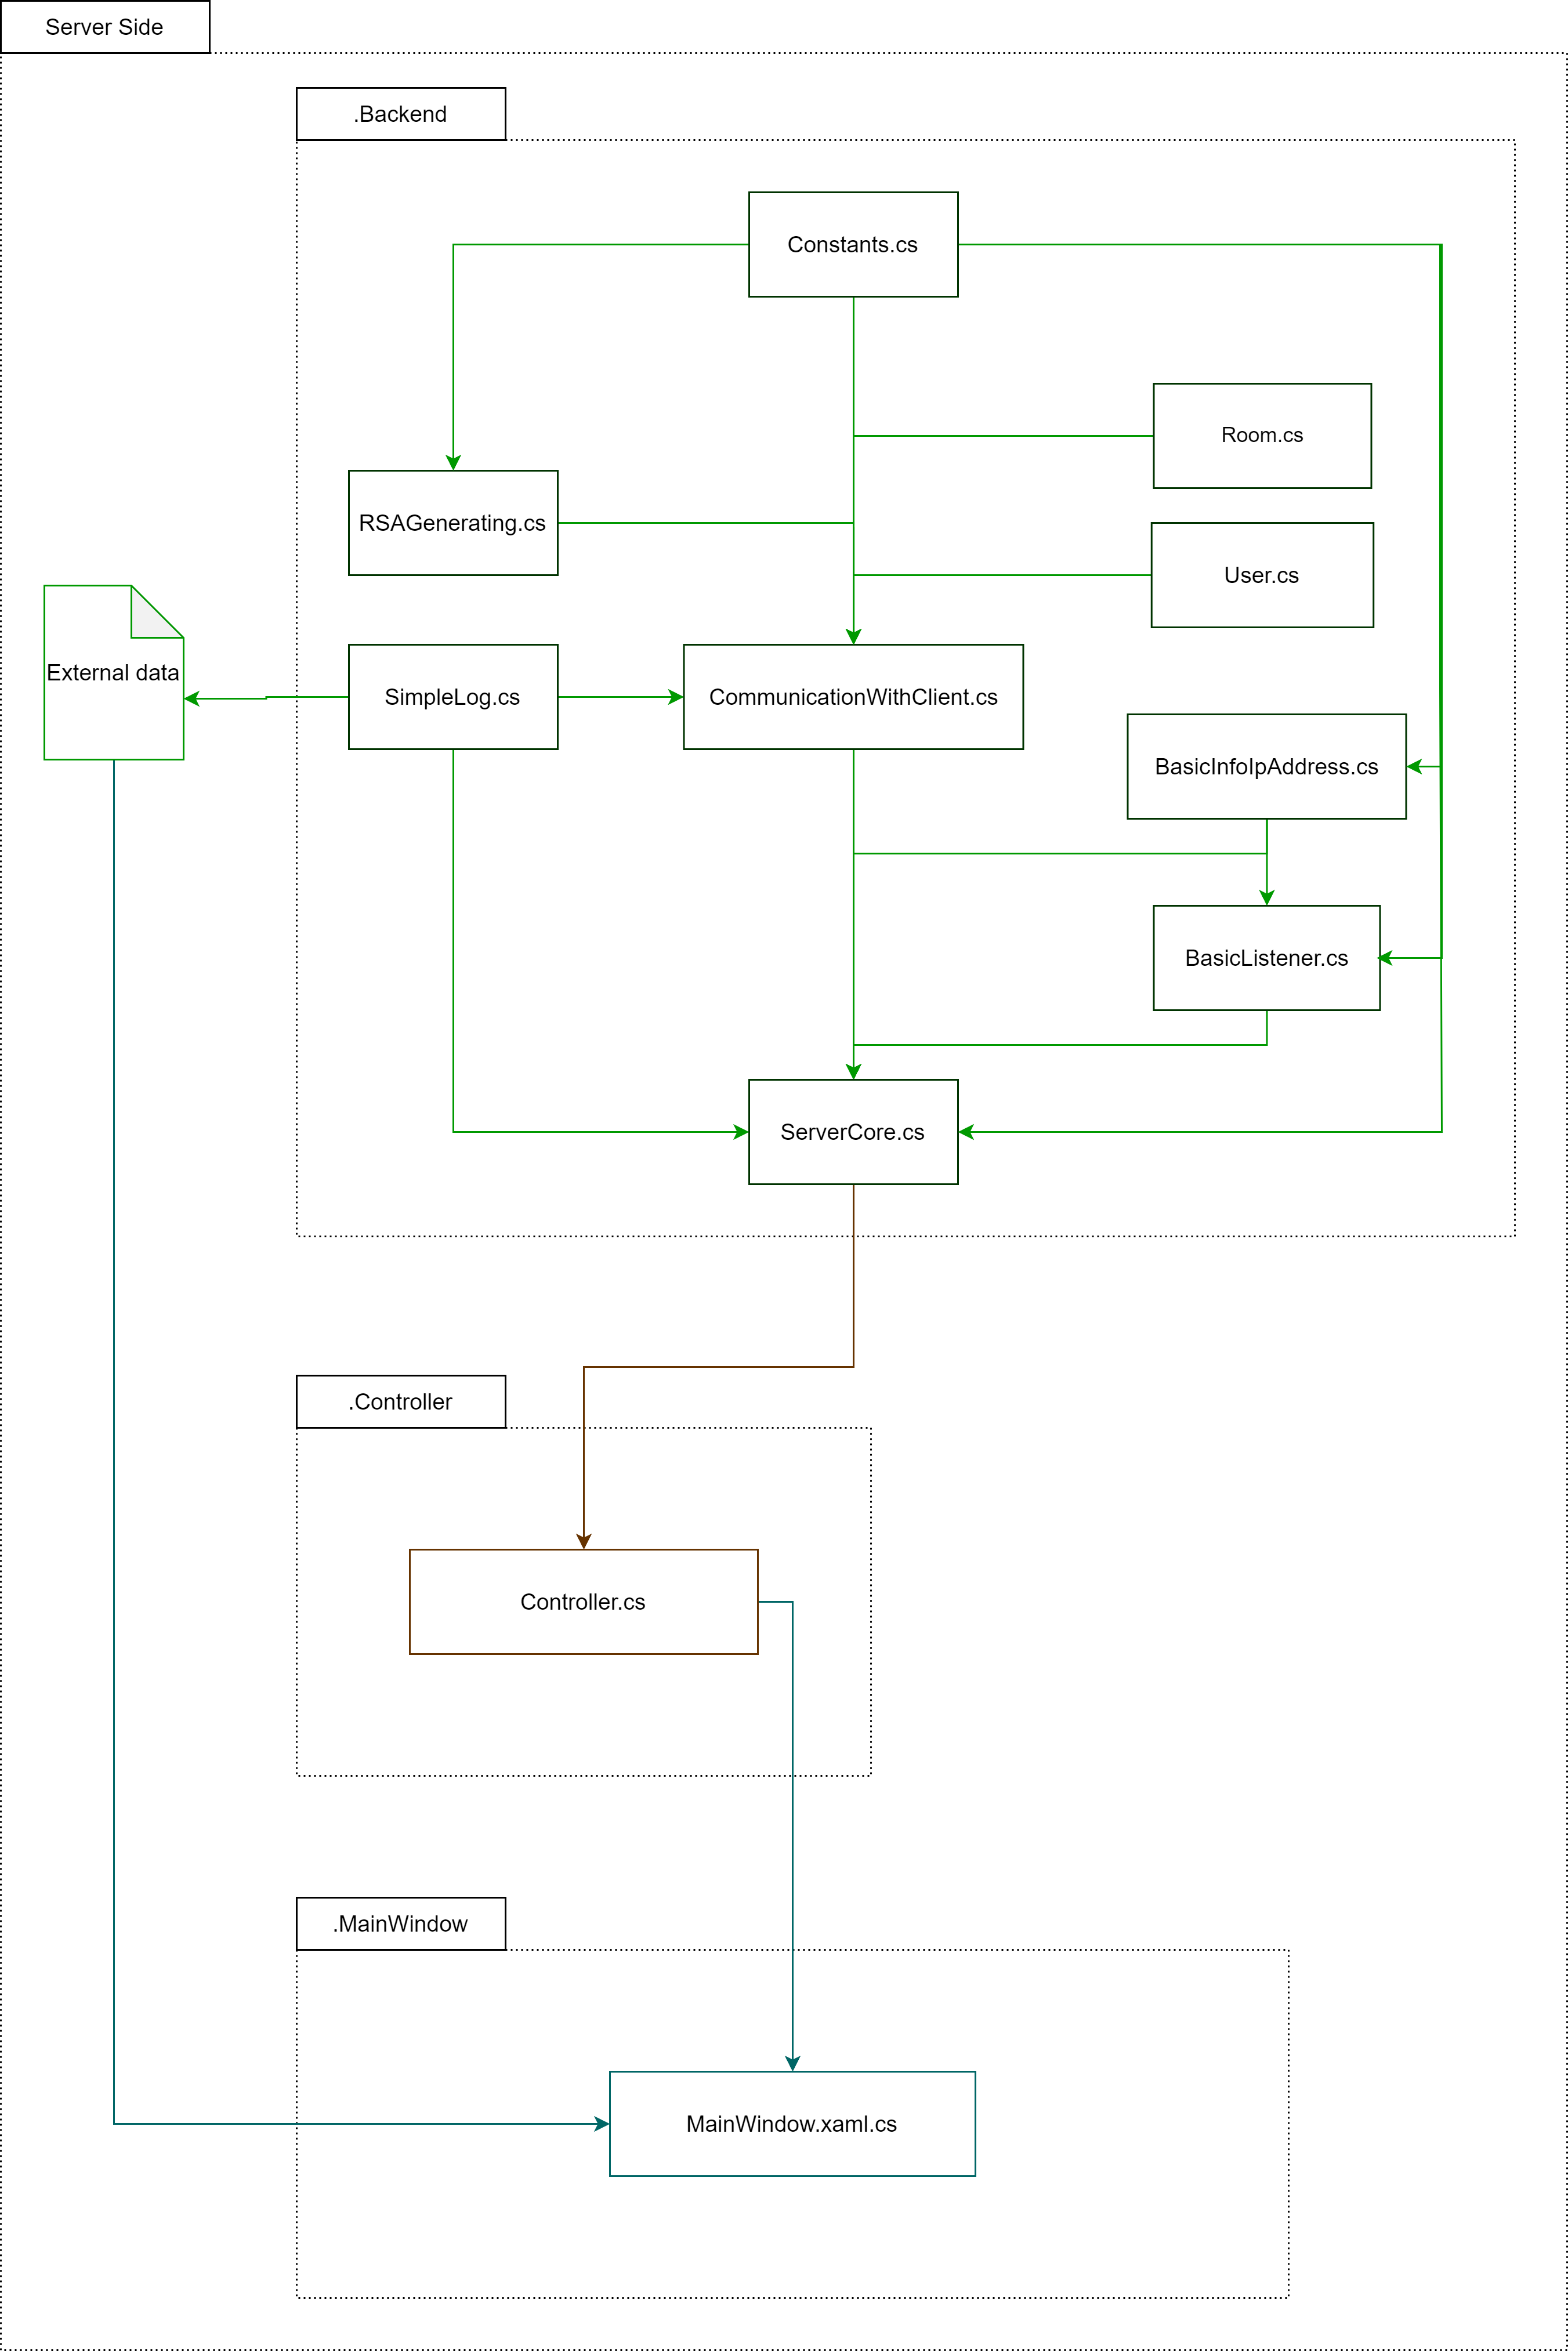 Server Side
.Backend
Constants.cs
Room.cs
RSAGenerating.cs
User.cs
External data
SimpleLog.cs
CommunicationWithClient.cs
BasicInfoIpAddress.cs
BasicListener.cs
ServerCore.cs
.Controller
Controller.cs
.MainWindow
MainWindow.xaml.cs